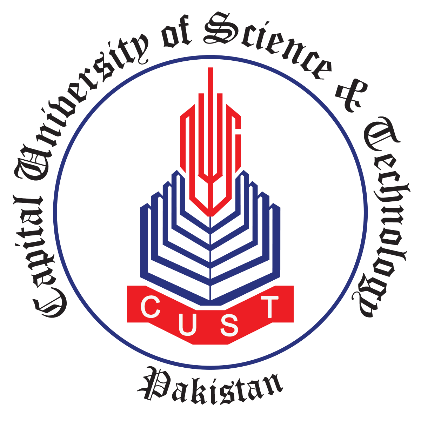 Capital University of Science & Technology
CUST
Pakistan